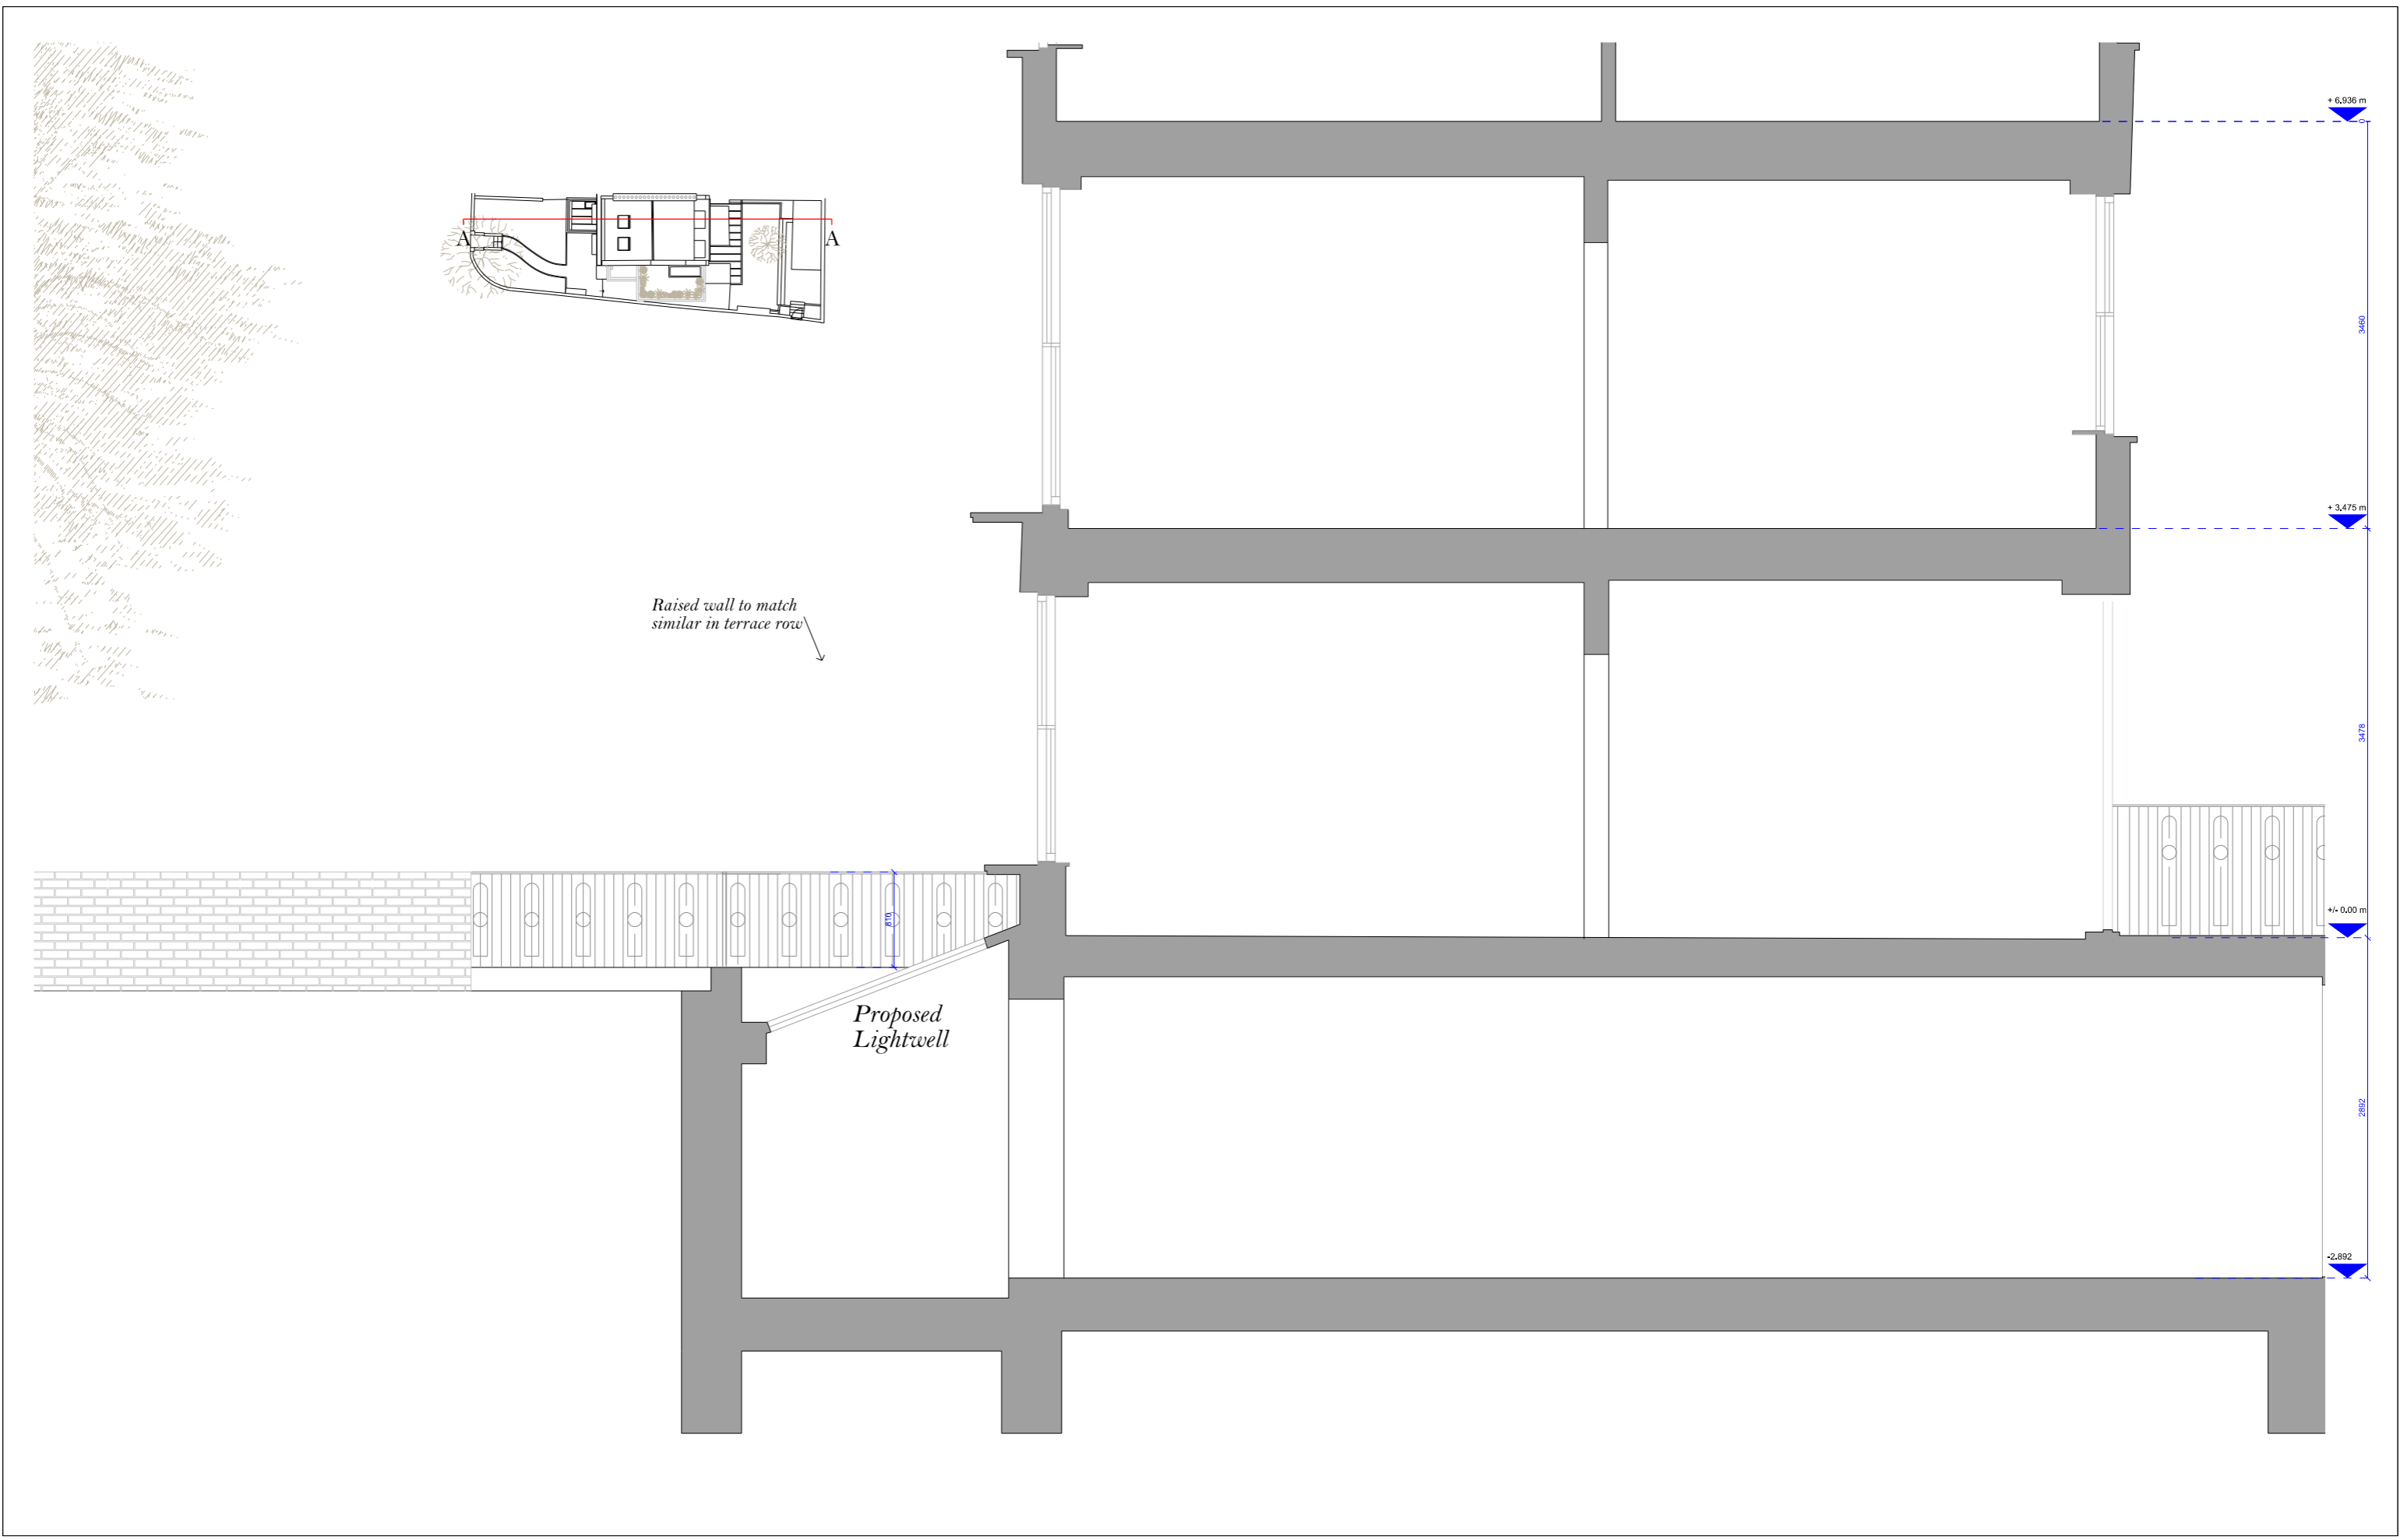 + 6.936 m
0
A
A
3460
+ 3.475 m
Raised wall to match
similar in terrace row
3478
810
+/- 0.00 m
Proposed
Lightwell
2892
-2.892